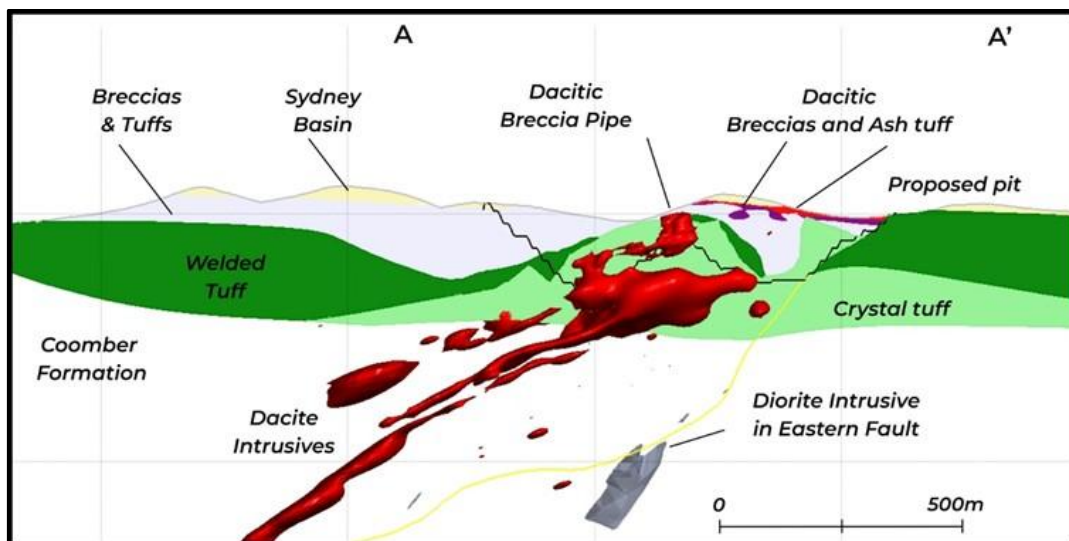 A
A'
Breccias
& Tuffs
Sydney
Basin
Dacitic
Breccia Pipe
Dacitic
Breccias and Ash tuff
Proposed pit
Welded
Tuff
Crystal tuff
Coomber
Formation
Dacite
Intrusives
Diorite Intrusive
in Eastern Fault
0
500m